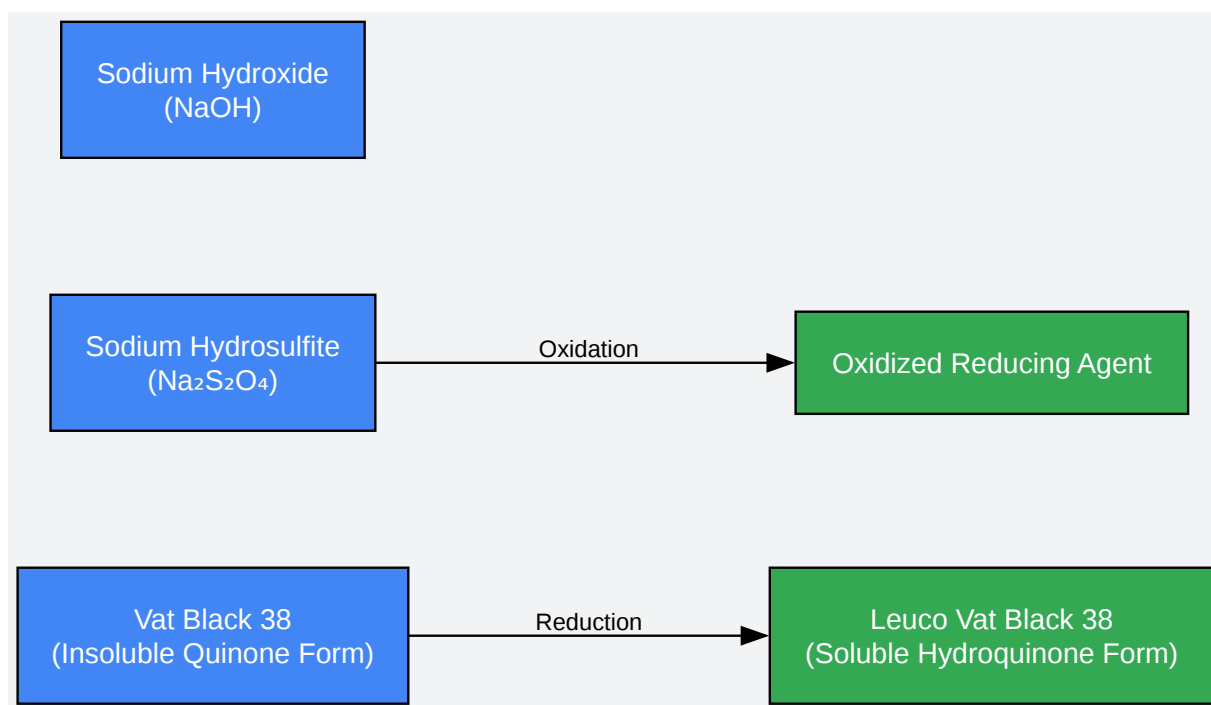 Sodium Hydroxide
(NaOH)
Sodium Hydrosulfite
(Na₂S₂O₄)
Oxidation
Oxidized Reducing Agent
Vat Black 38
(Insoluble Quinone Form)
Reduction
Leuco Vat Black 38
(Soluble Hydroquinone Form)